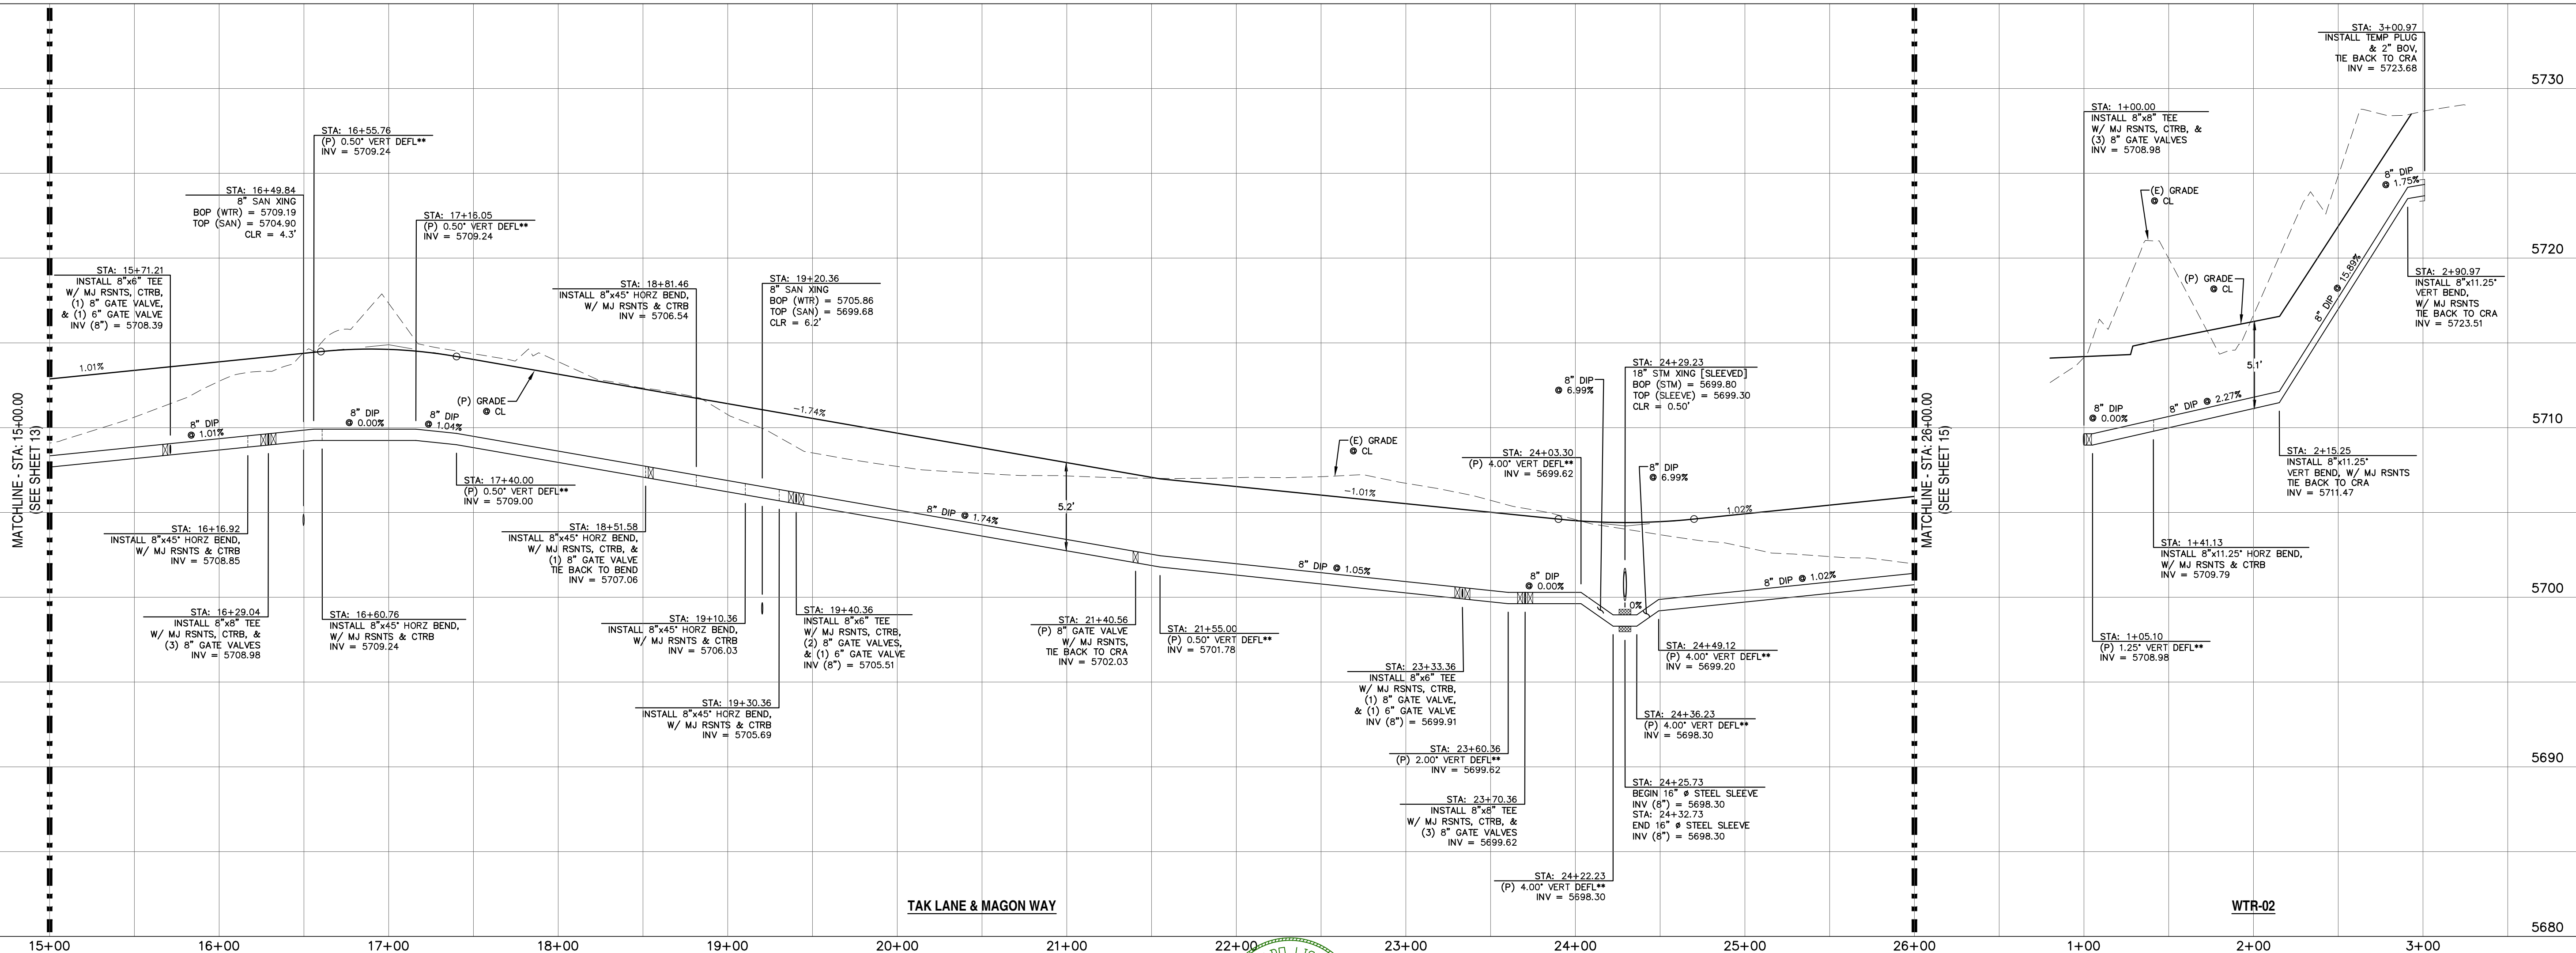 STA: 3+00.97
INSTALL TEMP PLUG
& 2" BOV,
TIE BACK TO CRA
INV = 5723.68
5730
STA: 1+00.00
INSTALL 8"x8" TEE
W/ MJ RSNTS, CTRB, &
(3) 8" GATE VALVES
INV = 5708.98
STA: 16+55.76
(P) 0.50° VERT DEFL**
INV = 5709.24
STA: 16+49.84
8" SAN XING
BOP (WTR) = 5709.19
TOP (SAN) = 5704.90
CLR = 4.3'
STA: 17+16.05
(P) 0.50° VERT DEFL**
INV = 5709.24
8" DIP
@ 1.75%
(E) GRADE
@ CL
5720
STA: 15+71.21
INSTALL 8"x6" TEE
W/ MJ RSNTS, CTRB,
(1) 8" GATE VALVE,
& (1) 6" GATE VALVE
INV (8") = 5708.39
STA: 18+81.46
INSTALL 8"x45° HORZ BEND,
W/ MJ RSNTS & CTRB
INV = 5706.54
STA: 19+20.36
8" SAN XING
BOP (WTR) = 5705.86
TOP (SAN) = 5699.68
CLR = 6.2'
(P) GRADE
@ CL
8" DIP @ 15.89%
STA: 2+90.97
INSTALL 8"x11.25°
VERT BEND,
W/ MJ RSNTS
TIE BACK TO CRA
INV = 5723.51
1.01%
(P) GRADE
@ CL
-1.74%
8" DIP
@ 6.99%
STA: 24+29.23
18" STM XING [SLEEVED]
BOP (STM) = 5699.80
TOP (SLEEVE) = 5699.30
CLR = 0.50'
5.1'
MATCHLINE - STA: 15+00.00
(SEE SHEET 13)
8" DIP
@ 1.01%
8" DIP
@ 0.00%
8" DIP
@ 1.04%
MATCHLINE - STA: 26+00.00
(SEE SHEET 15)
8" DIP
@ 0.00%
8" DIP @ 2.27%
5710
(E) GRADE
@ CL
STA: 24+03.30
(P) 4.00° VERT DEFL**
INV = 5699.62
8" DIP
@ 6.99%
STA: 2+15.25
INSTALL 8"x11.25°
VERT BEND, W/ MJ RSNTS
TIE BACK TO CRA
INV = 5711.47
STA: 17+40.00
(P) 0.50° VERT DEFL**
INV = 5709.00
5.2'
8" DIP @ 1.74%
-1.01%
1.02%
STA: 16+16.92
INSTALL 8"x45° HORZ BEND,
W/ MJ RSNTS & CTRB
INV = 5708.85
STA: 18+51.58
INSTALL 8"x45° HORZ BEND,
W/ MJ RSNTS, CTRB, &
(1) 8" GATE VALVE
TIE BACK TO BEND
INV = 5707.06
STA: 1+41.13
INSTALL 8"x11.25° HORZ BEND,
W/ MJ RSNTS & CTRB
INV = 5709.79
8" DIP @ 1.05%
8" DIP
@ 0.00%
0%
8" DIP @ 1.02%
5700
STA: 16+29.04
INSTALL 8"x8" TEE
W/ MJ RSNTS, CTRB, &
(3) 8" GATE VALVES
INV = 5708.98
STA: 16+60.76
INSTALL 8"x45° HORZ BEND,
W/ MJ RSNTS & CTRB
INV = 5709.24
STA: 19+10.36
INSTALL 8"x45° HORZ BEND,
W/ MJ RSNTS & CTRB
INV = 5706.03
STA: 19+40.36
INSTALL 8"x6" TEE
W/ MJ RSNTS, CTRB,
(2) 8" GATE VALVES,
& (1) 6" GATE VALVE
INV (8") = 5705.51
STA: 21+40.56
(P) 8" GATE VALVE
W/ MJ RSNTS,
TIE BACK TO CRA
INV = 5702.03
STA: 21+55.00
(P) 0.50° VERT DEFL**
INV = 5701.78
STA: 24+49.12
(P) 4.00° VERT DEFL**
INV = 5699.20
STA: 1+05.10
(P) 1.25° VERT DEFL**
INV = 5708.98
STA: 23+33.36
INSTALL 8"x6" TEE
W/ MJ RSNTS, CTRB,
(1) 8" GATE VALVE,
& (1) 6" GATE VALVE
INV (8") = 5699.91
STA: 19+30.36
INSTALL 8"x45° HORZ BEND,
W/ MJ RSNTS & CTRB
INV = 5705.69
STA: 24+36.23
(P) 4.00° VERT DEFL**
INV = 5698.30
STA: 23+60.36
(P) 2.00° VERT DEFL**
INV = 5699.62
5690
STA: 23+70.36
INSTALL 8"x8" TEE
W/ MJ RSNTS, CTRB, &
(3) 8" GATE VALVES
INV = 5699.62
STA: 24+25.73
BEGIN 16" ø STEEL SLEEVE
INV (8") = 5698.30
STA: 24+32.73
END 16" ø STEEL SLEEVE
INV (8") = 5698.30
STA: 24+22.23
(P) 4.00° VERT DEFL**
INV = 5698.30
TAK LANE & MAGON WAY
WTR-02
5680
15+00 16+00 17+00 18+00 19+00 20+00 21+00 22+00 23+00 24+00 25+00 26+00 1+00 2+00 3+00